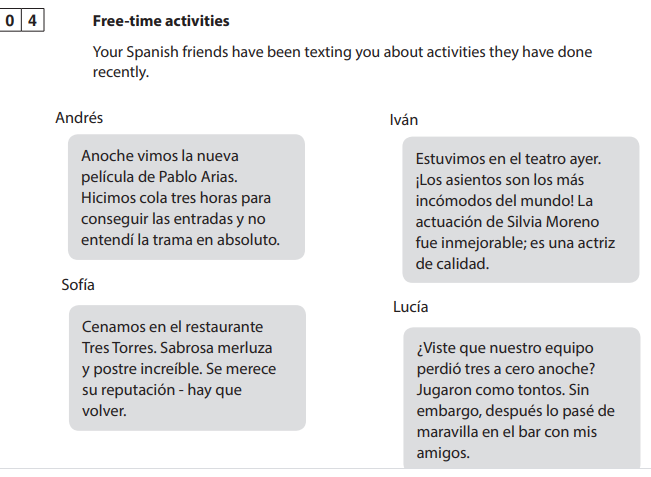 0 4
Free-time activities
Your Spanish friends have been texting you about activities they have done
recently.
Andrés
Anoche vimos la nueva
película de Pablo Arias.
Hicimos cola tres horas para
conseguir las entradas y no
entendí la trama en absoluto.
Iván
Estuvimos en el teatro ayer.
¡Los asientos son los más
incómodos del mundo! La
actuación de Silvia Moreno
fue inmejorable; es una actriz
de calidad.
Sofía
Cenamos en el restaurante
Tres Torres. Sabrosa merluza
y postre increíble. Se merece
su reputación - hay que
volver.
Lucía
¿Viste que nuestro equipo
perdió tres a cero anoche?
Jugaron como tontos. Sin
embargo, después lo pasé de
maravilla en el bar con mis
amigos.